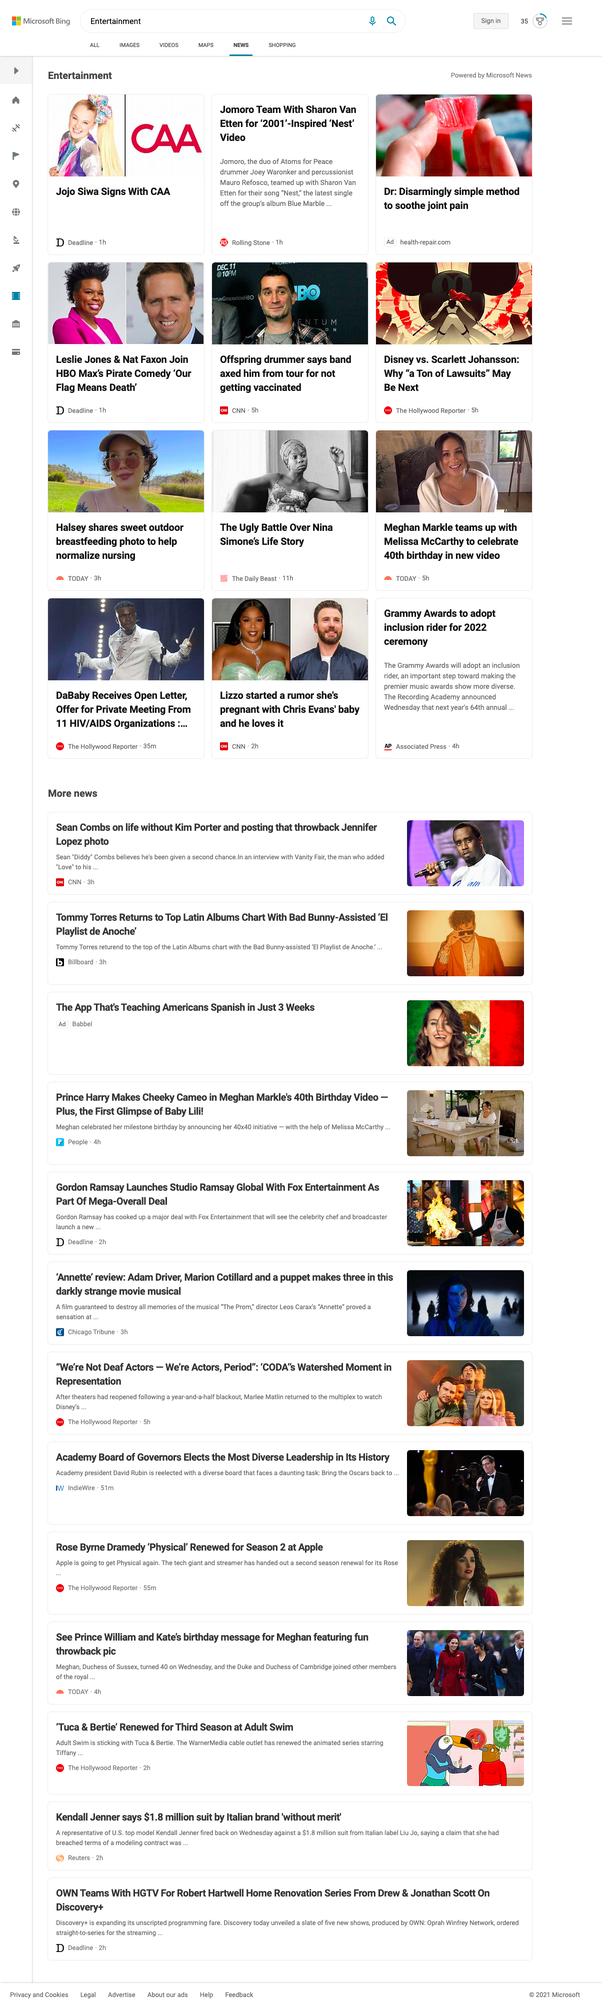 Microsoft Bing
Entertainment
Sign in
35
ALL IMAGES VIDEOS MAPS NEWS SHOPPING
Entertainment
Powered by Microsoft News
CAA
Jojo Siwa Signs With CAA
Deadline · 1h
Jomoro Team With Sharon Van
Etten for ‘2001’-Inspired ‘Nest’
Video
Jomoro, the duo of Atoms for Peace
drummer Joey Waronker and percussionist
Mauro Refosco, teamed up with Sharon Van
Etten for their song “Nest,” the latest single
off the group's album Blue Marble ...
Rolling Stone · 1h
Dr: Disarmingly simple method
to soothe joint pain
Ad health-repair.com
Leslie Jones & Nat Faxon Join
HBO Max’s Pirate Comedy ‘Our
Flag Means Death’
Deadline · 1h
DEC.11
@10PM
HBO
Offspring drummer says band
axed him from tour for not
getting vaccinated
CNN · 5h
Disney vs. Scarlett Johansson:
Why “a Ton of Lawsuits” May
Be Next
The Hollywood Reporter · 5h
Halsey shares sweet outdoor
breastfeeding photo to help
normalize nursing
TODAY · 3h
The Ugly Battle Over Nina
Simone’s Life Story
The Daily Beast · 11h
Meghan Markle teams up with
Melissa McCarthy to celebrate
40th birthday in new video
TODAY · 5h
DaBaby Receives Open Letter,
Offer for Private Meeting From
11 HIV/AIDS Organizations :...
The Hollywood Reporter · 35m
Lizzo started a rumor she's
pregnant with Chris Evans' baby
and he loves it
CNN · 2h
Grammy Awards to adopt
inclusion rider for 2022
ceremony
The Grammy Awards will adopt an inclusion
rider, an important step toward making the
premier music awards show more diverse.
The Recording Academy announced
Wednesday that next year's 64th annual ...
AP Associated Press · 4h
More news
Sean Combs on life without Kim Porter and posting that throwback Jennifer
Lopez photo
Sean "Diddy" Combs believes he's been given a second chance.In an interview with Vanity Fair, the man who added
"Love" to his ...
CNN · 3h
Tommy Torres Returns to Top Latin Albums Chart With Bad Bunny-Assisted ‘El
Playlist de Anoche’
Tommy Torres returend to the top of the Latin Albums chart with the Bad Bunny-assisted ‘El Playlist de Anoche.’ ...
Billboard · 3h
The App That's Teaching Americans Spanish in Just 3 Weeks
Ad Babbel
Prince Harry Makes Cheeky Cameo in Meghan Markle's 40th Birthday Video —
Plus, the First Glimpse of Baby Lili!
Meghan celebrated her milestone birthday by announcing her 40x40 initiative — with the help of Melissa McCarthy ...
People · 4h
Gordon Ramsay Launches Studio Ramsay Global With Fox Entertainment As
Part Of Mega-Overall Deal
Gordon Ramsay has cooked up a major deal with Fox Entertainment that will see the celebrity chef and broadcaster
launch a new ...
Deadline · 2h
‘Annette’ review: Adam Driver, Marion Cotillard and a puppet makes three in this
darkly strange movie musical
A film guaranteed to destroy all memories of the musical “The Prom,” director Leos Carax's “Annette” proved a
sensation at ...
Chicago Tribune · 3h
“We’re Not Deaf Actors — We’re Actors, Period”: ‘CODA’’s Watershed Moment in
Representation
After theaters had reopened following a year-and-a-half blackout, Marlee Matlin returned to the multiplex to watch
Disney’s ...
The Hollywood Reporter · 5h
Academy Board of Governors Elects the Most Diverse Leadership in Its History
Academy president David Rubin is reelected with a diverse board that faces a daunting task: Bring the Oscars back to ...
IndieWire · 51m
Rose Byrne Dramedy ‘Physical’ Renewed for Season 2 at Apple
Apple is going to get Physical again. The tech giant and streamer has handed out a second season renewal for its Rose
...
The Hollywood Reporter · 55m
See Prince William and Kate’s birthday message for Meghan featuring fun
throwback pic
Meghan, Duchess of Sussex, turned 40 on Wednesday, and the Duke and Duchess of Cambridge joined other members
of the royal ...
TODAY · 4h
‘Tuca & Bertie’ Renewed for Third Season at Adult Swim
Adult Swim is sticking with Tuca & Bertie. The WarnerMedia cable outlet has renewed the animated series starring
Tiffany ...
The Hollywood Reporter · 2h
Kendall Jenner says $1.8 million suit by Italian brand 'without merit'
A representative of U.S. top model Kendall Jenner fired back on Wednesday against a $1.8 million suit from Italian label Liu Jo, saying a claim that she had
breached terms of a modeling contract was ...
Reuters · 2h
OWN Teams With HGTV For Robert Hartwell Home Renovation Series From Drew & Jonathan Scott On
Discovery+
Discovery+ is expanding its unscripted programming fare. Discovery today unveiled a slate of five new shows, produced by OWN: Oprah Winfrey Network, ordered
straight-to-series for the streaming ...
Deadline · 2h
Privacy and Cookies Legal Advertise About our ads Help Feedback
© 2021 Microsoft